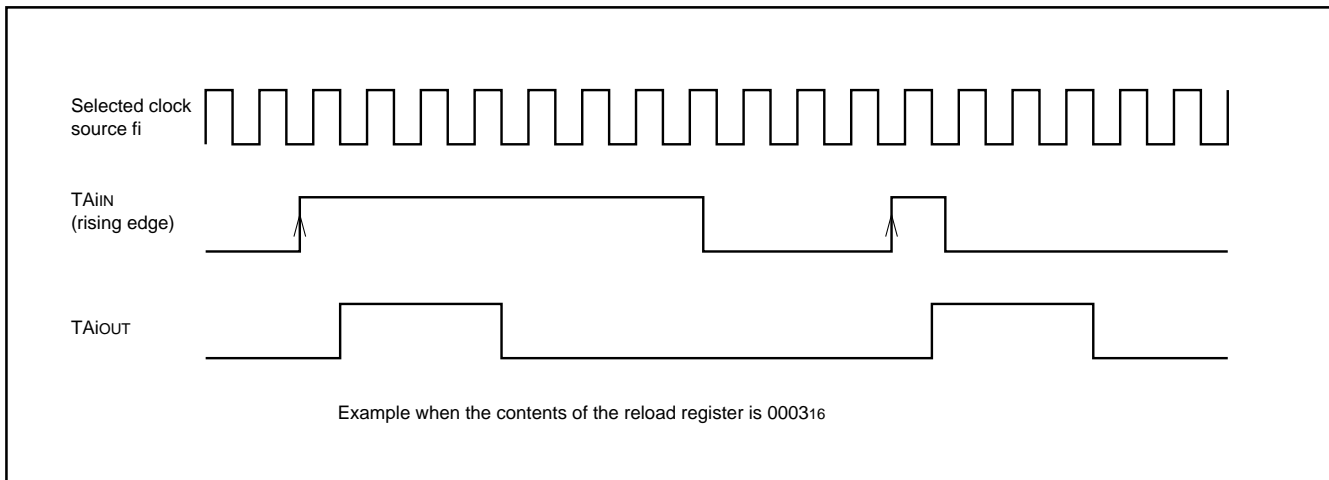 Selected clock
source fi
TAiIN
(rising edge)
TAiOUT
Example when the contents of the reload register is 000316